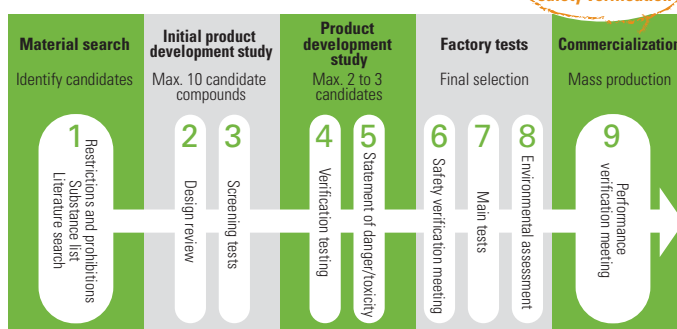 safety verification
Material search
Identify candidates
Initial product
development study
Max. 10 candidate
compounds
Product
development
study
Max. 2 to 3
candidates
Factory tests
Final selection
Commercialization
Mass production
1
Restrictions and prohibitions
Substance list
Literature search
2
Design review
3
Screening tests
4
Verification testing
5
Statement of danger/toxicity
6
Safety verification meeting
7
Main tests
8
Environmental assessment
9
Performance
verification meeting